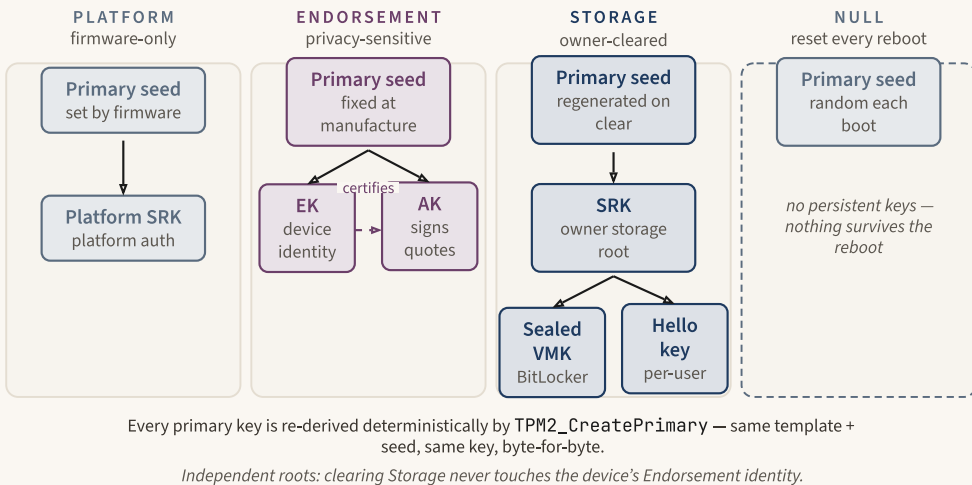 PLATFORM
firmware-only
Primary seed
set by firmware
Platform SRK
platform auth
ENDORSEMENT
privacy-sensitive
Primary seed
fixed at
manufacture
certifies
EK
device
identity
AK
signs
quotes
STORAGE
owner-cleared
Primary seed
regenerated on
clear
SRK
owner storage
root
Sealed
VMK
BitLocker
Hello
key
per-user
NULL
reset every reboot
Primary seed
random each
boot
no persistent keys —
nothing survives the
reboot
Every primary key is re-derived deterministically by TPM2_CreatePrimary — same template +
seed, same key, byte-for-byte.
Independent roots: clearing Storage never touches the device’s Endorsement identity.